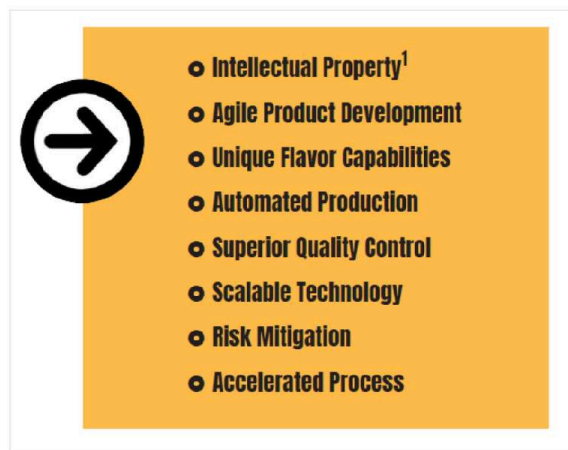 Intellectual Property¹
Agile Product Development
Unique Flavor Capabilities
Automated Production
Superior Quality Control
Scalable Technology
Risk Mitigation
Accelerated Process